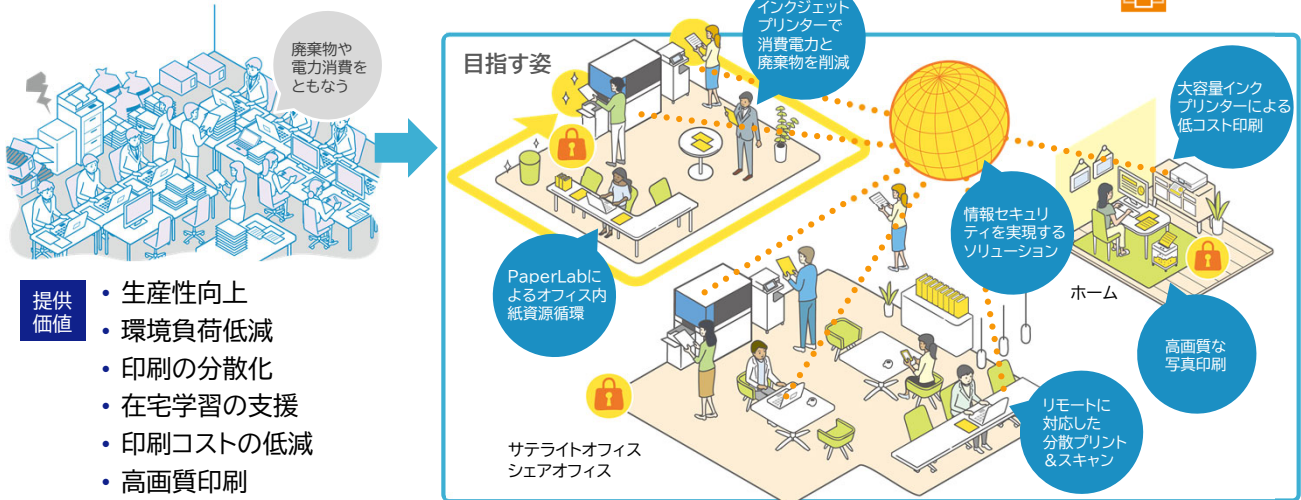 廃棄物や
電力消費を
ともなう
目指す姿
インクジェット
プリンターで
消費電力と
廃棄物を削減
大容量インク
プリンターによる
低コスト印刷
情報セキュリ
ティを実現する
ソリューション
PaperLabに
よるオフィス内
紙資源循環
ホーム
高画質な
写真印刷
リモートに
対応した
分散プリント
&スキャン
サテライトオフィス
シェアオフィス
提供
価値
• 生産性向上
• 環境負荷低減
• 印刷の分散化
• 在宅学習の支援
• 印刷コストの低減
• 高画質印刷